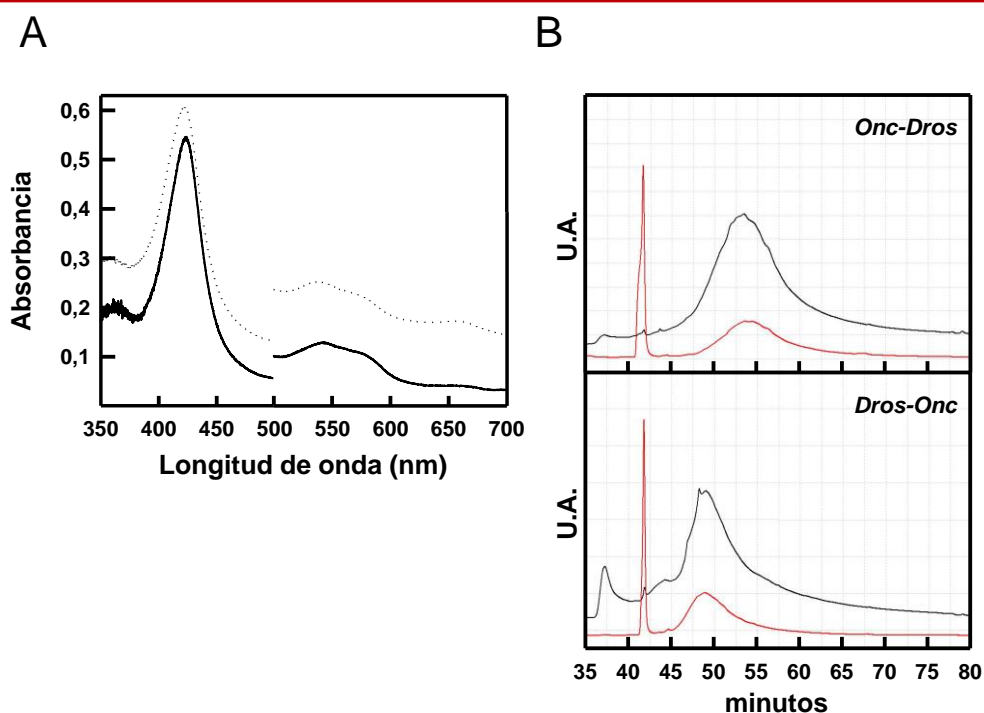 A
B
0,6
0,5
0,4
0,3
0,2
0,1
Absorbancia
350 400 450 500 550 600 650 700
Longitud de onda (nm)
Onc-Dros
U.A.
Dros-Onc
U.A.
35 40 45 50 55 60 65 70 75 80
minutos